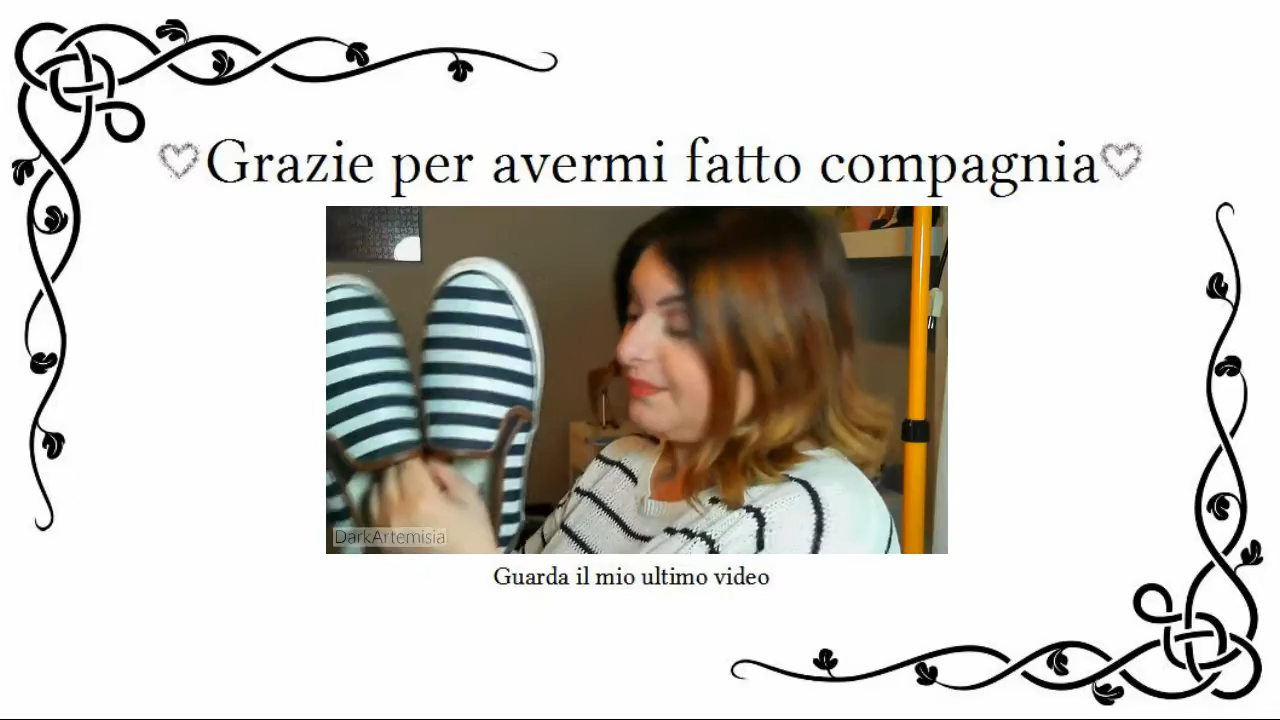 Grazie per avermi fatto compagnia
DarkArtemisia
Guarda il mio ultimo video